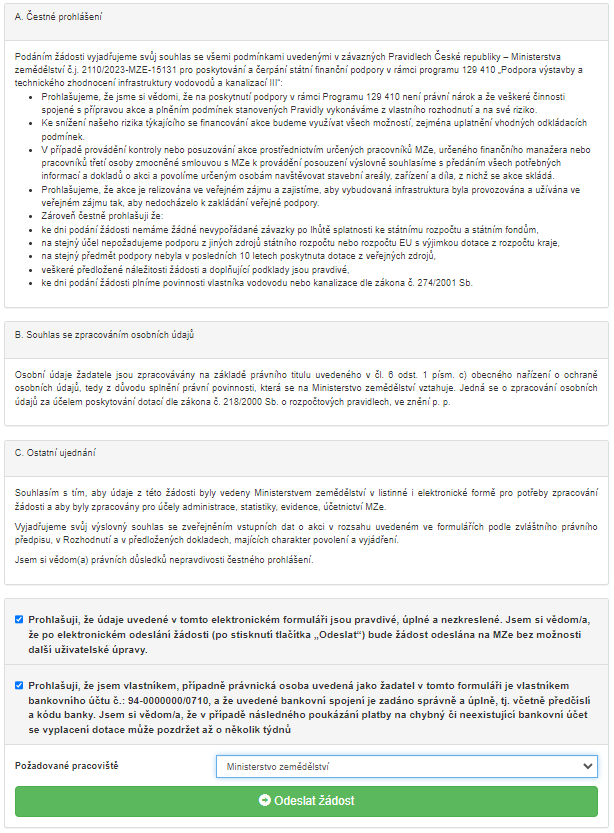 A. Čestné prohlášení
Podáním žádosti vyjadřujeme svůj souhlas se všemi podmínkami uvedenými v závazných Pravidlech České republiky – Ministerstva
zemědělství č.j. 2110/2023-MZE-15131 pro poskytování a čerpání státní finanční podpory v rámci programu 129 410 „Podpora výstavby a
technického zhodnocení infrastruktury vodovodů a kanalizací III“:
• Prohlašujeme, že jsme si vědomi, že na poskytnutí podpory v rámci Programu 129 410 není právní nárok a že veškeré činnosti
spojené s přípravou akce a plněním podmínek stanovených Pravidly vykonáváme z vlastního rozhodnutí a na své riziko.
• Ke snížení našeho rizika týkajícího se financování akce budeme využívat všech možností, zejména uplatnění vhodných odkládacích
podmínek.
• V případě provádění kontroly nebo posuzování akce prostřednictvím určených pracovníků MZe, určeného finančního manažera nebo
pracovníků třetí osoby zmocněné smlouvou s MZe k provádění posouzení výslovně souhlasíme s předáním všech potřebných
informací a dokladů o akci a povolíme určeným osobám navštěvovat stavební areály, zařízení a díla, z nichž se akce skládá.
• Prohlašujeme, že akce je relizována ve veřejném zájmu a zajistíme, aby vybudovaná infrastruktura byla provozována a užívána ve
veřejném zájmu tak, aby nedocházelo k zakládání veřejné podpory.
• Zároveň čestně prohlašuji že:
• ke dni podání žádosti nemáme žádné nevypořádané závazky po lhůtě splatnosti ke státnímu rozpočtu a státním fondům,
• na stejný účel nepožadujeme podporu z jiných zdrojů státního rozpočtu nebo rozpočtu EU s výjimkou dotace z rozpočtu kraje,
• na stejný předmět podpory nebyla v posledních 10 letech poskytnuta dotace z veřejných zdrojů,
• veškeré předložené náležitosti žádosti a doplňující podklady jsou pravdivé,
• ke dni podání žádosti plníme povinnosti vlastníka vodovodu nebo kanalizace dle zákona č. 274/2001 Sb.
B. Souhlas se zpracováním osobních údajů
Osobní údaje žadatele jsou zpracovávány na základě právního titulu uvedeného v čl. 6 odst. 1 písm. c) obecného nařízení o ochraně
osobních údajů, tedy z důvodu splnění právní povinnosti, která se na Ministerstvo zemědělství vztahuje. Jedná se o zpracování osobních
údajů za účelem poskytování dotací dle zákona č. 218/2000 Sb. o rozpočtových pravidlech, ve znění p. p.
C. Ostatní ujednání
Souhlasím s tím, aby údaje z této žádosti byly vedeny Ministerstvem zemědělství v listinné i elektronické formě pro potřeby zpracování
žádosti a aby byly zpracovány pro účely administrace, statistiky, evidence, účetnictví MZe.
Vyjadřujeme svůj výslovný souhlas se zveřejněním vstupních dat o akci v rozsahu uvedeném ve formulářích podle zvláštního právního
předpisu, v Rozhodnutí a v předložených dokladech, majících charakter povolení a vyjádření.
Jsem si vědom(a) právních důsledků nepravdivosti čestného prohlášení.
Prohlašuji, že údaje uvedené v tomto elektronickém formuláři jsou pravdivé, úplné a nezkreslené. Jsem si vědom/a,
že po elektronickém odeslání žádosti (po stisknutí tlačítka „Odeslat“) bude žádost odeslána na MZe bez možnosti
další uživatelské úpravy.
Prohlašuji, že jsem vlastníkem, případně právnická osoba uvedená jako žadatel v tomto formuláři je vlastníkem
bankovního účtu č.: 94-0000000/0710, a že uvedené bankovní spojení je zadáno správně a úplně, tj. včetně předčíslí
a kódu banky. Jsem si vědom/a, že v případě následného poukázání platby na chybný či neexistující bankovní účet
se vyplacení dotace může pozdržet až o několik týdnů
Požadované pracoviště
Ministerstvo zemědělství
Odeslat žádost